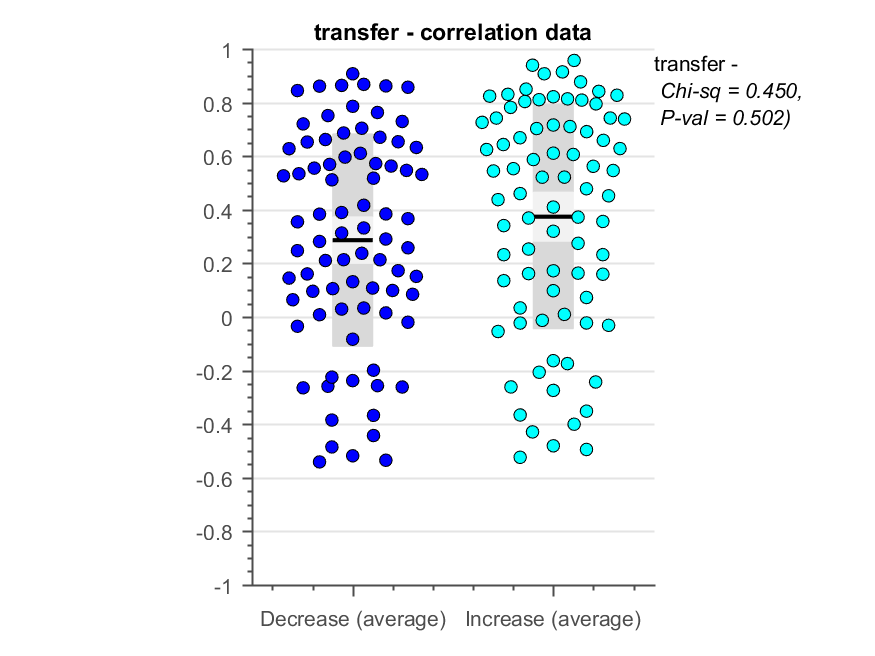 transfer - correlation data
transfer -
Chi-sq = 0.450,
P-val = 0.502)
1
0.8
0.6
0.4
0.2
0
-0.2
-0.4
-0.6
-0.8
-1
Decrease (average) Increase (average)